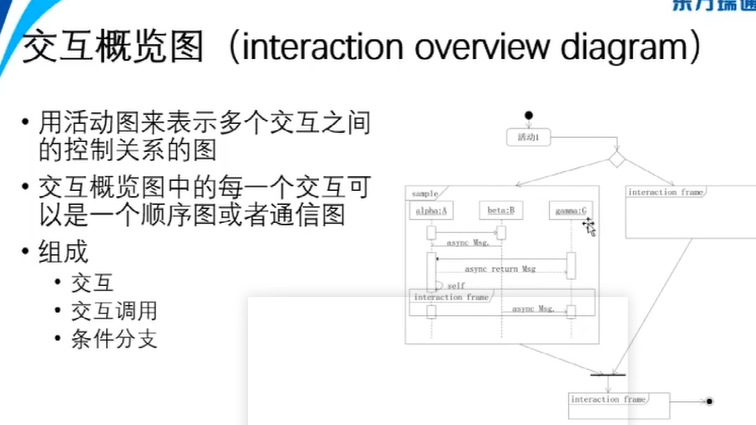 东方瑞通
交互概览图（interaction overview diagram）
• 用活动图来表示多个交互之间
的控制关系的图
• 交互概览图中的每一个交互可
以是一个顺序图或者通信图
• 组成
• 交互
• 交互调用
• 条件分支
活动1
sample
interaction frame
alpha:A
beta:B
gamma:C
async Msg.
async return Msg
self
interaction frame
async Msg.
interaction frame